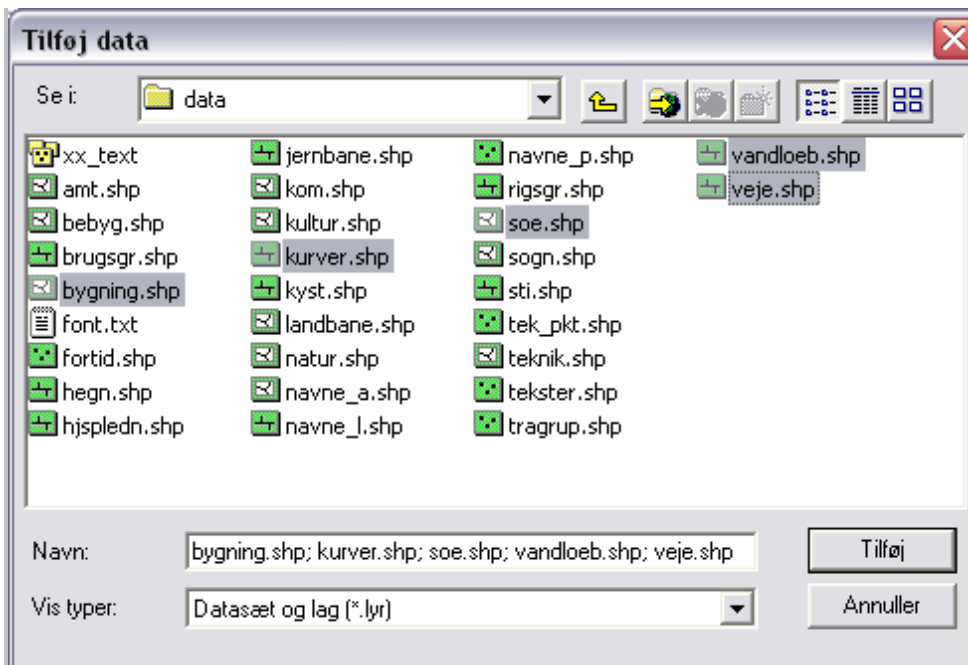 Tilføj data
Se i: data
xx_text
amt.shp
bebyg.shp
brugsgr.shp
bygning.shp
font.txt
fortid.shp
hegn.shp
hjspledn.shp
jernbane.shp
kom.shp
kultur.shp
kurver.shp
kyst.shp
landbane.shp
natur.shp
navne_a.shp
navne_l.shp
navne_p.shp
rigsgr.shp
soe.shp
sogn.shp
sti.shp
tek_pkt.shp
teknik.shp
tekster.shp
tragrup.shp
vandloeb.shp
veje.shp
Navn: bygning.shp; kurver.shp; soe.shp; vandloeb.shp; veje.shp Tilføj
Vis typer: Datasæt og lag (*.lyr) Annuller